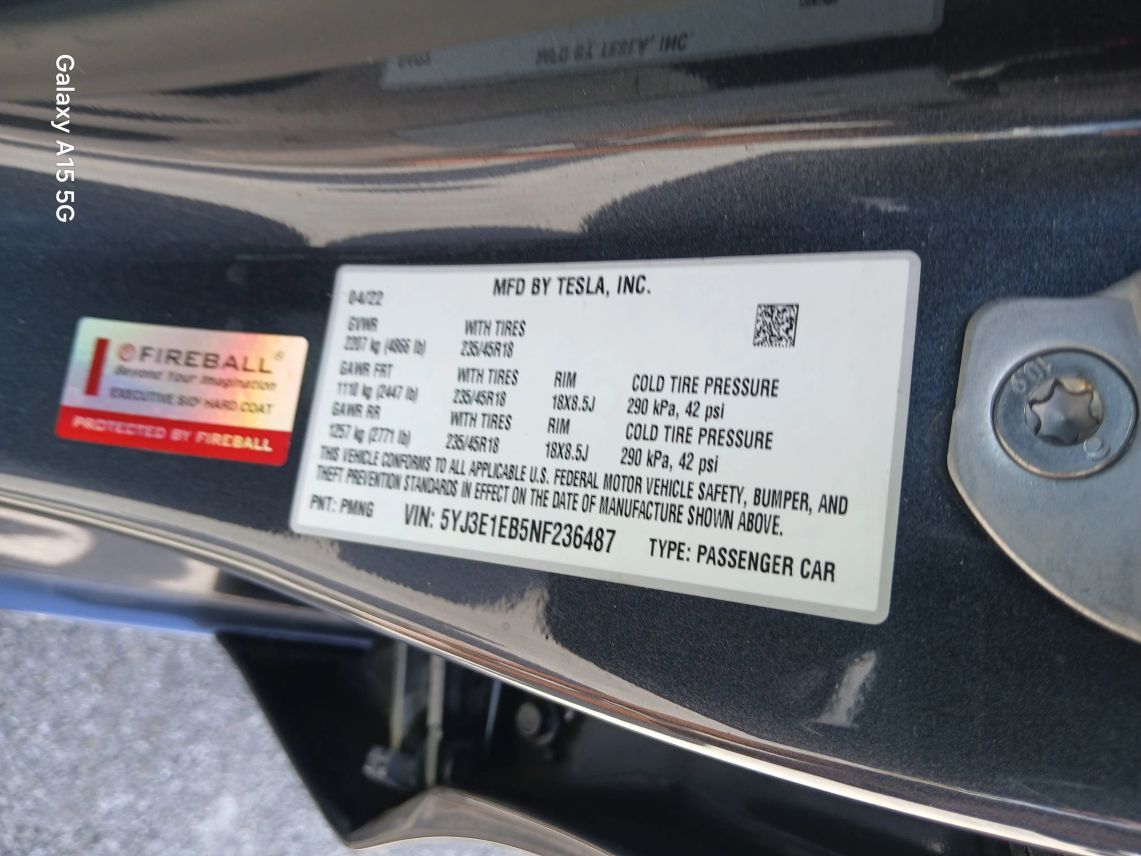 Galaxy A15 5G
MFD BY TESLA, INC.
04/22
GVWR WITH TIRES
2207 kg (4866 lb) 235/45R18
GAWR FRT WITH TIRES RIM COLD TIRE PRESSURE
1110 kg (2447 lb) 235/45R18 18X8.5J 290 kPa, 42 psi
GAWR RR WITH TIRES RIM COLD TIRE PRESSURE
1257 kg (2771 lb) 235/45R18 18X8.5J 290 kPa, 42 psi
THIS VEHICLE CONFORMS TO ALL APPLICABLE U.S. FEDERAL MOTOR VEHICLE SAFETY, BUMPER, AND
THEFT PREVENTION STANDARDS IN EFFECT ON THE DATE OF MANUFACTURE SHOWN ABOVE.
PNT: PMNG VIN: 5YJ3E1EB5NF236487 TYPE: PASSENGER CAR
FIREBALL®
Beyond Your Imagination
EXECUTIVE SIO² HARD COAT
PROTECTED BY FIREBALL